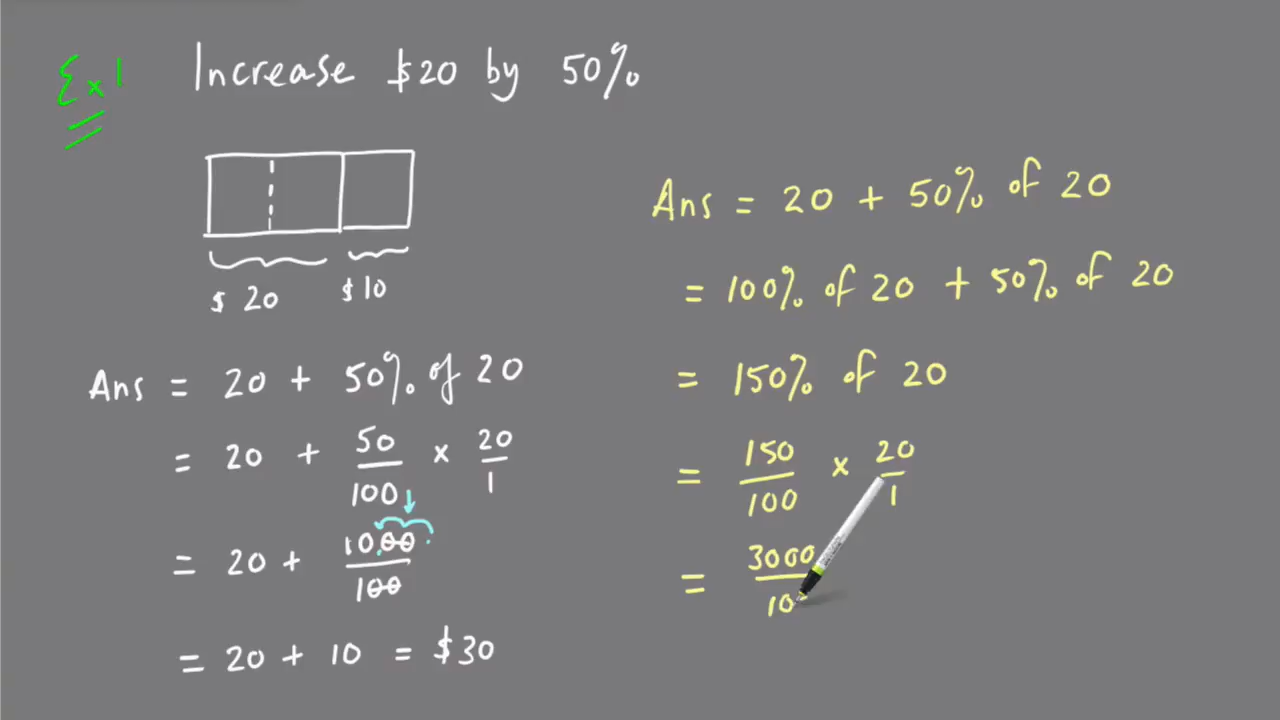 Ex 1 Increase $20 by 50%
$ 20 $10
Ans = 20 + 50% of 20
= 20 + 50/100 × 20/1
= 20 + 1000/100
= 20 + 10 = $30
Ans = 20 + 50% of 20
= 100% of 20 + 50% of 20
= 150% of 20
= 150/100 × 20/1
= 3000/10